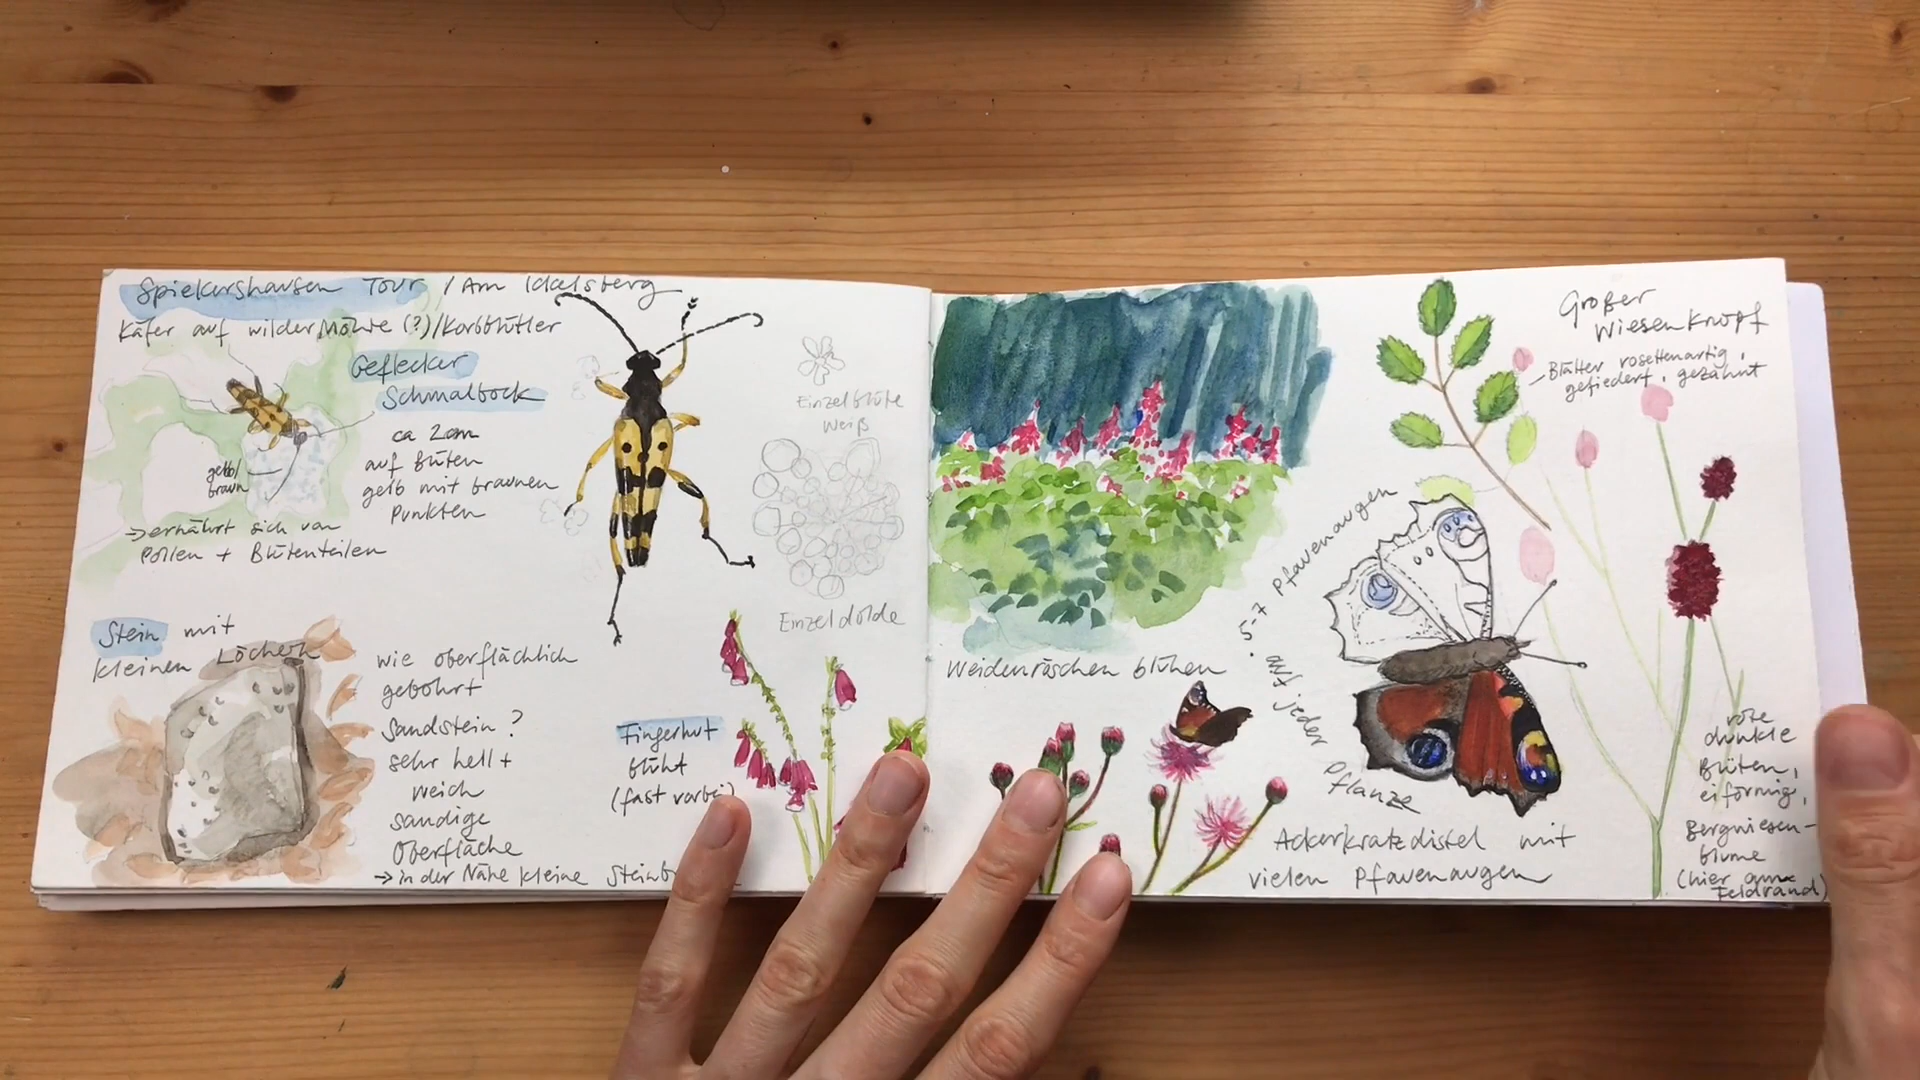 Spiekershausen Tour / Am Ickelsberg
Käfer auf wilder Möhre (?)/Korbblütler
Gefleckter
Schmalbock
ca 2cm
auf Blüten
gelb mit braunen
Punkten
gelb/
braun
→ ernährt sich von
Pollen + Blütenteilen
Einzelblüte
weiß
Einzeldolde
Stein mit
kleinen Löchern
wie oberflächlich
gebohrt
Sandstein?
sehr hell +
weich
sandige
Oberfläche
→ in der Nähe kleine
Fingerhut
blüht
(fast vorbei)
Weidenröschen blühen
5-7 Pfauenaugen
auf jeder
Pflanze
Ackerkratzdistel mit
vielen Pfauenaugen
Großer
Wiesenknopf
Blätter rosettenartig,
gefiedert, gezähnt
rote
dunkle
Blüten,
eiförmig,
Bergwiesen-
blume
(hier am
Feldrand)